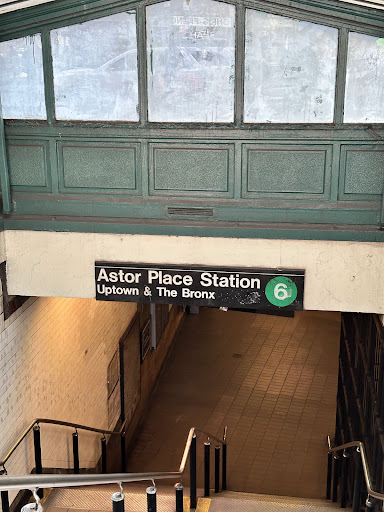 Astor Place Station
Uptown & The Bronx
6